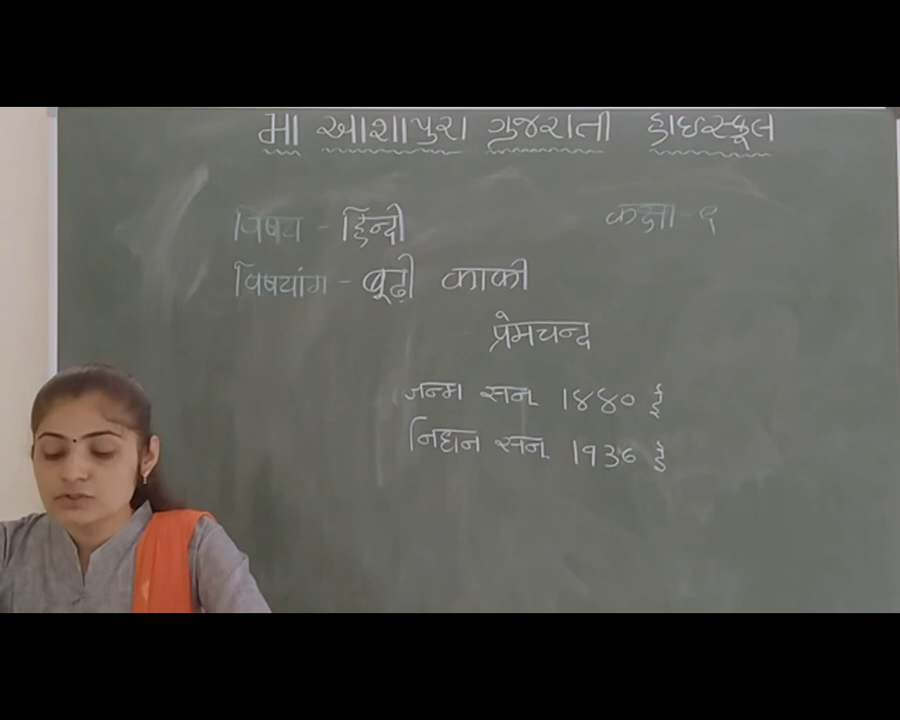 મા આશાપુરા ગુજરાતી હાઇસ્કૂલ
विषय - हिन्दी कक्षा - ९
विषयांग - बूढ़ी काकी
- प्रेमचन्द
जन्म सन् 1880 ई
निधन सन् 1936 ई